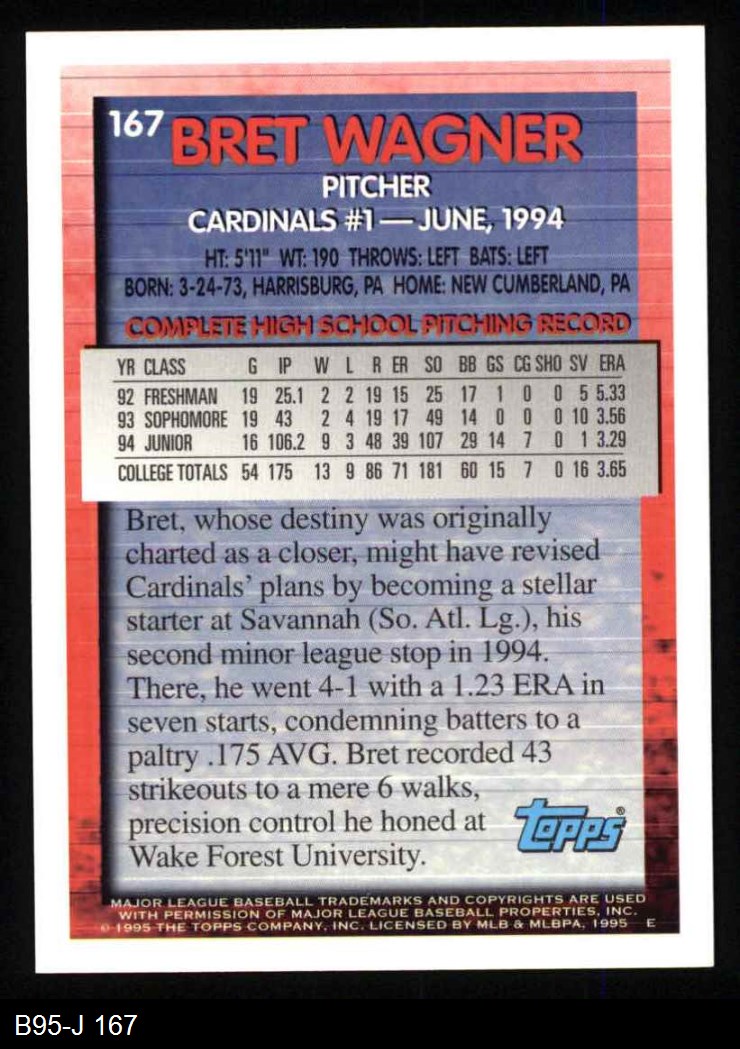 167 BRET WAGNER
PITCHER
CARDINALS #1 — JUNE, 1994
HT: 5'11" WT: 190 THROWS: LEFT BATS: LEFT
BORN: 3-24-73, HARRISBURG, PA HOME: NEW CUMBERLAND, PA
COMPLETE HIGH SCHOOL PITCHING RECORD
YR CLASS G IP W L R ER SO BB GS CG SHO SV ERA
92 FRESHMAN 19 25.1 2 2 19 15 25 17 1 0 0 5 5.33
93 SOPHOMORE 19 43 2 4 19 17 49 14 0 0 0 10 3.56
94 JUNIOR 16 106.2 9 3 48 39 107 29 14 7 0 1 3.29
COLLEGE TOTALS 54 175 13 9 86 71 181 60 15 7 0 16 3.65
Bret, whose destiny was originally
charted as a closer, might have revised
Cardinals' plans by becoming a stellar
starter at Savannah (So. Atl. Lg.), his
second minor league stop in 1994.
There, he went 4-1 with a 1.23 ERA in
seven starts, condemning batters to a
paltry .175 AVG. Bret recorded 43
strikeouts to a mere 6 walks,
precision control he honed at
Wake Forest University.
Topps®
MAJOR LEAGUE BASEBALL TRADEMARKS AND COPYRIGHTS ARE USED
WITH PERMISSION OF MAJOR LEAGUE BASEBALL PROPERTIES, INC.
© 1995 THE TOPPS COMPANY, INC. LICENSED BY MLB & MLBPA, 1995 E
B95-J 167